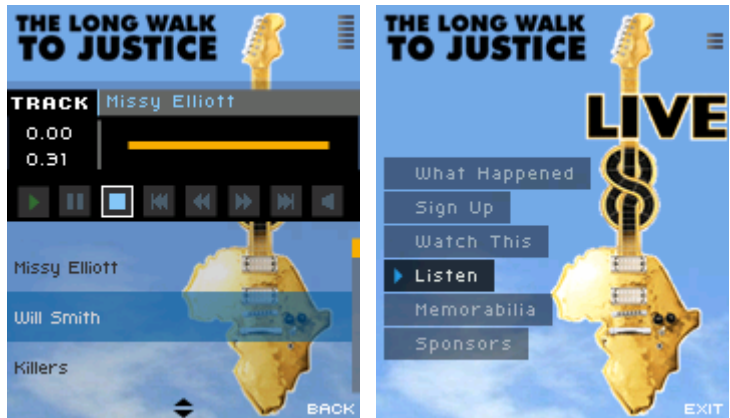 THE LONG WALK
TO JUSTICE
TRACK Missy Elliott
0.00
0.31
Missy Elliott
Will Smith
Killers
BACK
THE LONG WALK
TO JUSTICE
LIVE
8
What Happened
Sign Up
Watch This
Listen
Memorabilia
Sponsors
EXIT